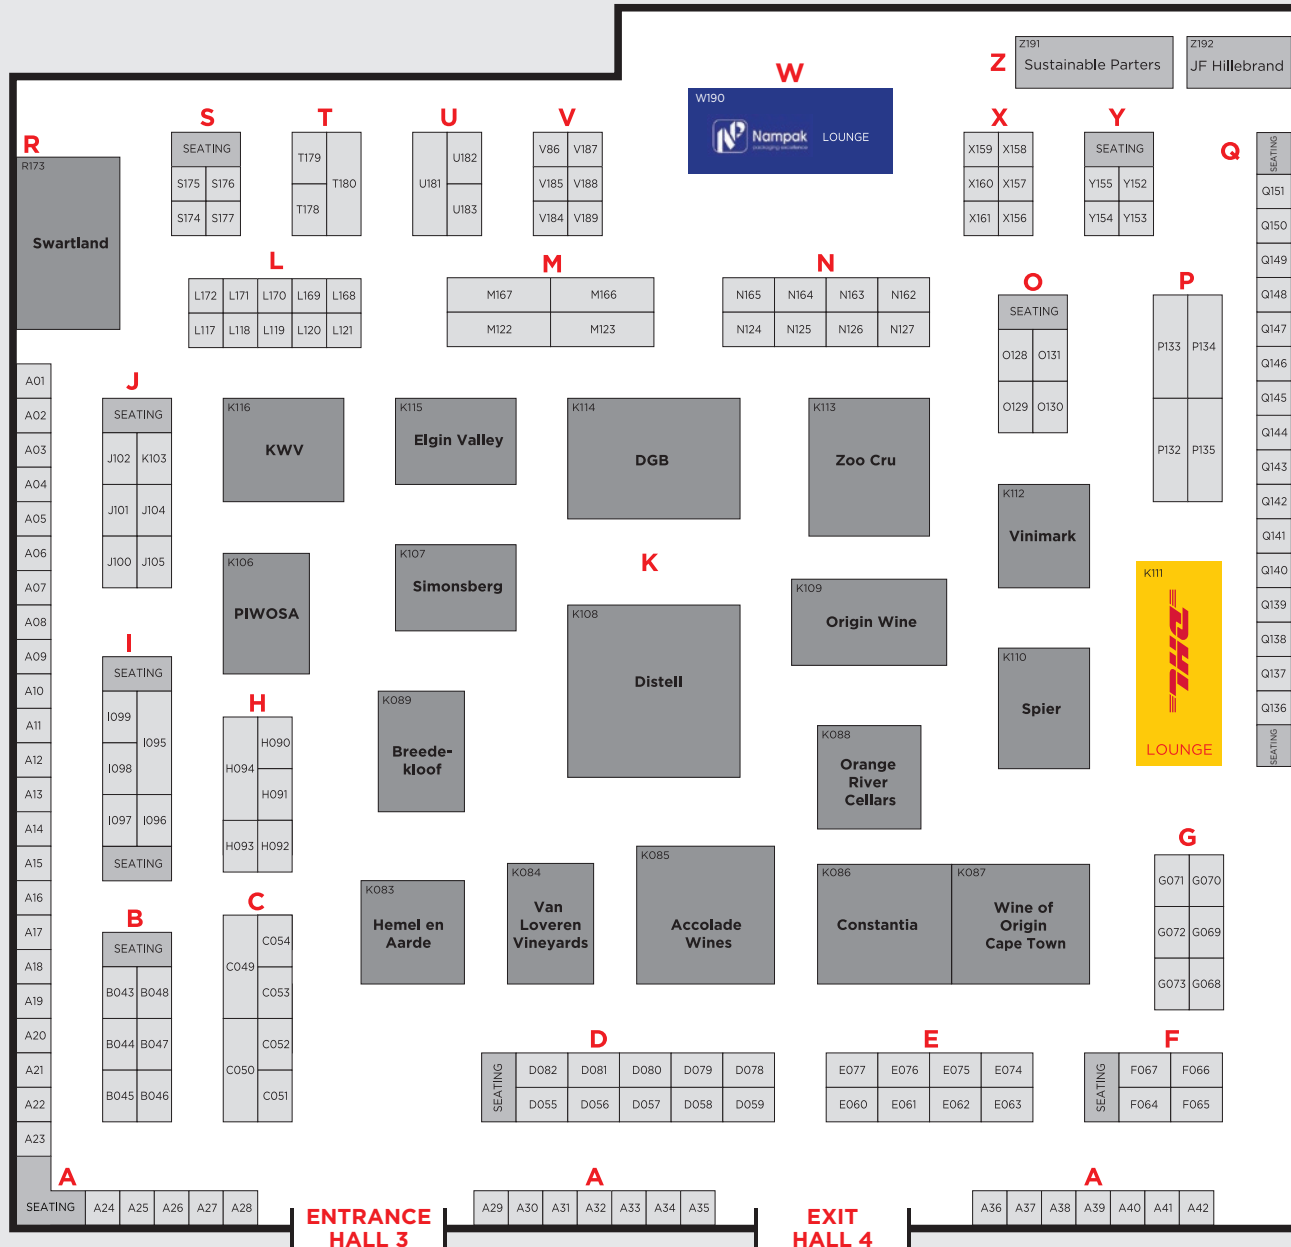 Z191
Z192
Z
Sustainable Parters
JF Hillebrand
W
W190
Nampak
packaging excellence
LOUNGE
R
S
T
U
V
X
Y
Q
R173
Swartland
SEATING
S175 S176
S174 S177
T179
T180
T178
U182
U181
U183
V86 V187
V185 V188
V184 V189
X159 X158
X160 X157
X161 X156
SEATING
Y155 Y152
Y154 Y153
SEATING
Q151
Q150
Q149
Q148
Q147
Q146
Q145
Q144
Q143
Q142
Q141
Q140
Q139
Q138
Q137
Q136
SEATING
L
L172 L171 L170 L169 L168
L117 L118 L119 L120 L121
M
M167 M166
M122 M123
N
N165 N164 N163 N162
N124 N125 N126 N127
O
SEATING
O128 O131
O129 O130
P
P133 P134
P132 P135
A01
A02
A03
A04
A05
A06
A07
A08
A09
A10
A11
A12
A13
A14
A15
A16
A17
A18
A19
A20
A21
A22
A23
J
SEATING
J102 K103
J101 J104
J100 J105
K116
KWV
K115
Elgin Valley
K114
DGB
K113
Zoo Cru
K112
Vinimark
K106
PIWOSA
K107
Simonsberg
K
K108
Distell
K109
Origin Wine
K110
Spier
K111
DHL
LOUNGE
I
SEATING
I099
I095
I098
I097 I096
SEATING
H
H090
H094
H091
H093 H092
K089
Breede-
kloof
K088
Orange
River
Cellars
G
G071 G070
G072 G069
G073 G068
K083
Hemel en
Aarde
K084
Van
Loveren
Vineyards
K085
Accolade
Wines
K086
Constantia
K087
Wine of
Origin
Cape Town
B
SEATING
B043 B048
B044 B047
B045 B046
C
C054
C049
C053
C052
C050
C051
D
SEATING
D082 D081 D080 D079 D078
D055 D056 D057 D058 D059
E
E077 E076 E075 E074
E060 E061 E062 E063
F
SEATING
F067 F066
F064 F065
A
SEATING A24 A25 A26 A27 A28
A
A29 A30 A31 A32 A33 A34 A35
A
A36 A37 A38 A39 A40 A41 A42
ENTRANCE
HALL 3
EXIT
HALL 4